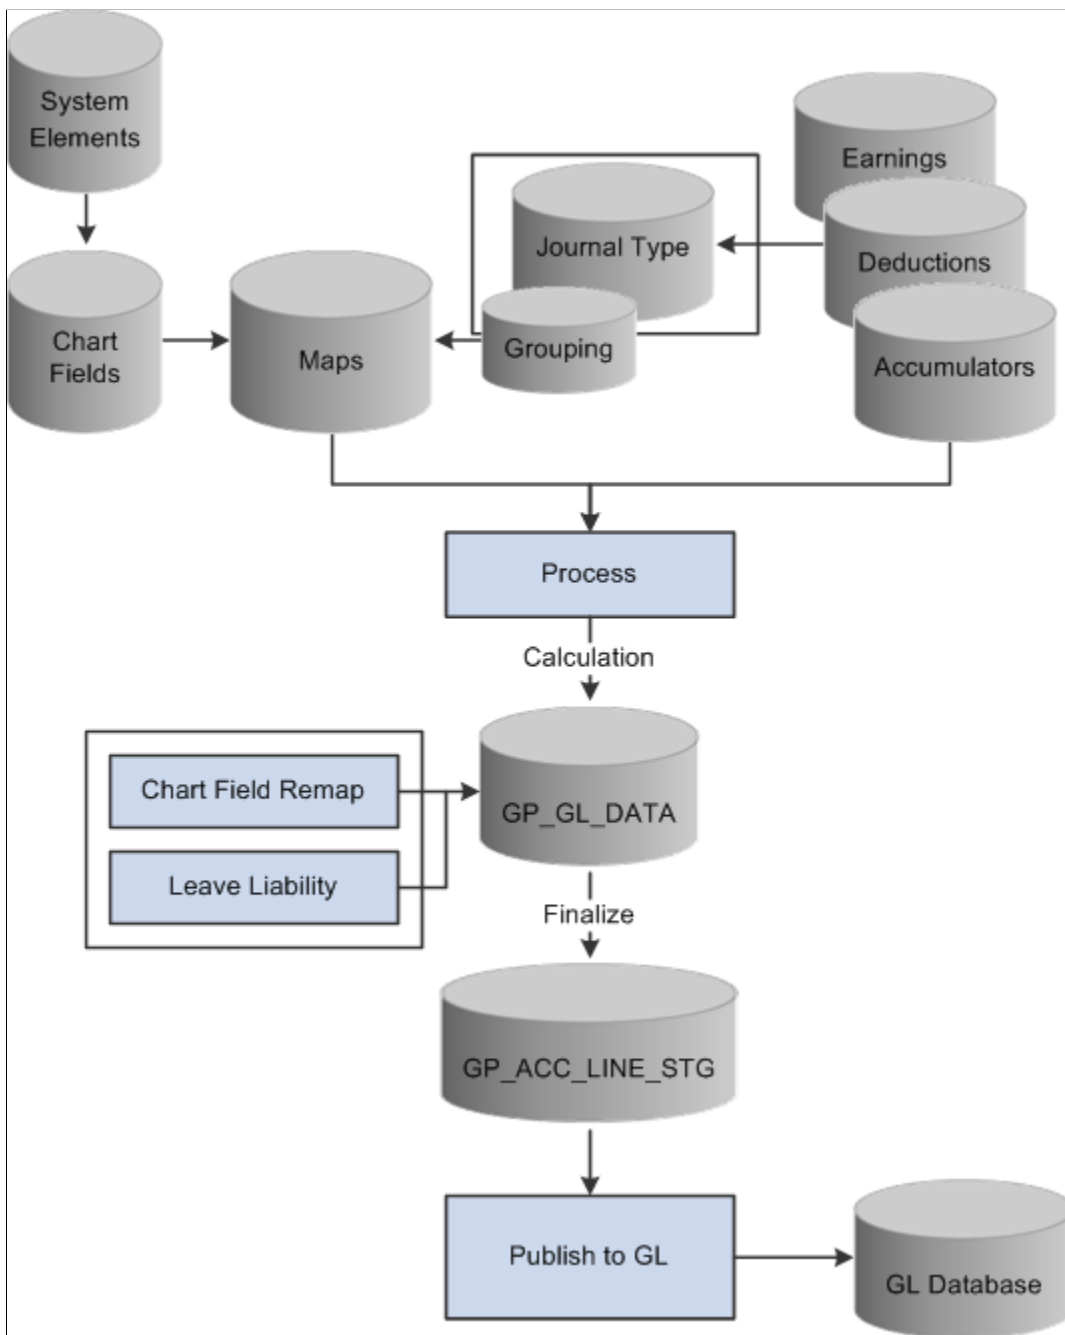 System
Elements
Earnings
Journal Type
Deductions
Chart
Fields
Maps
Grouping
Accumulators
Process
Calculation
Chart Field Remap
GP_GL_DATA
Leave Liability
Finalize
GP_ACC_LINE_STG
Publish to GL
GL Database